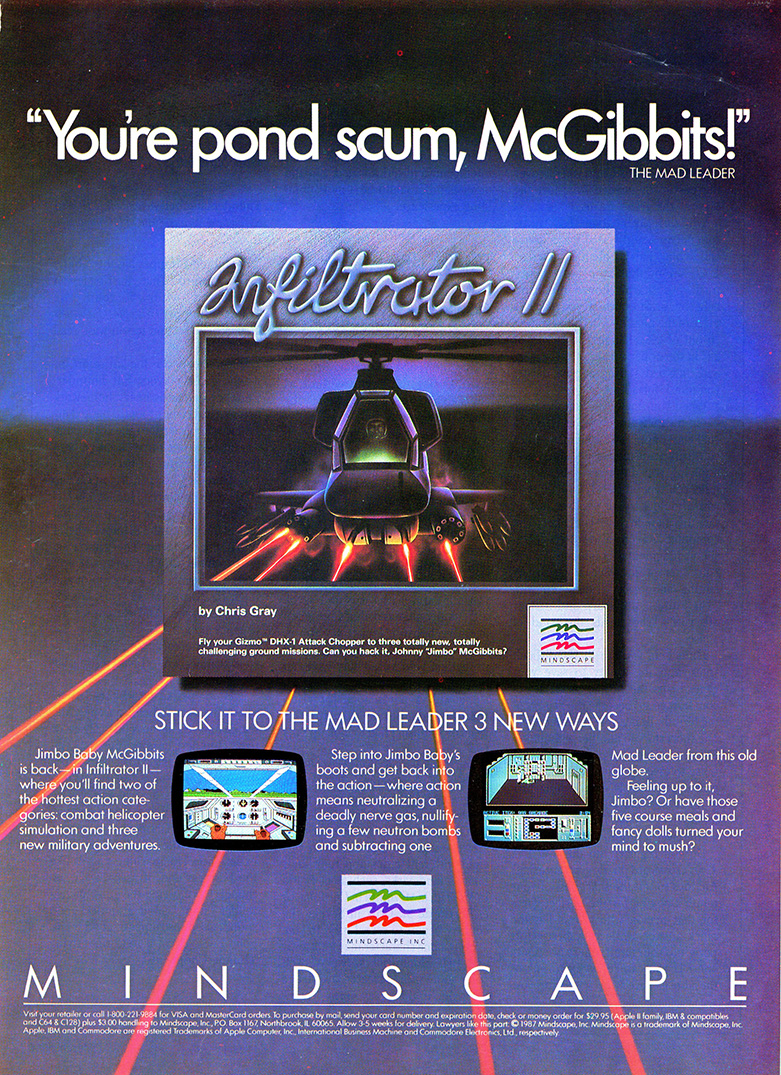 “You're pond scum, McGibbits!”
THE MAD LEADER
Infiltrator II
by Chris Gray
Fly your Gizmo™ DHX-1 Attack Chopper to three totally new, totally
challenging ground missions. Can you hack it, Johnny "Jimbo" McGibbits?
MINDSCAPE
STICK IT TO THE MAD LEADER 3 NEW WAYS
Jimbo Baby McGibbits
is back—in Infiltrator II—
where you'll find two of
the hottest action cate-
gories: combat helicopter
simulation and three
new military adventures.
Step into Jimbo Baby's
boots and get back into
the action—where action
means neutralizing a
deadly nerve gas, nullify-
ing a few neutron bombs
and subtracting one
Mad Leader from this old
globe.
Feeling up to it,
Jimbo? Or have those
five course meals and
fancy dolls turned your
mind to mush?
MINDSCAPE INC
MINDSCAPE
Visit your retailer or call 1-800-221-9884 for VISA and MasterCard orders. To purchase by mail, send your card number and expiration date, check or money order for $29.95 (Apple II family, IBM & compatibles
and C64 & C128) plus $3.00 handling to Mindscape, Inc., P.O. Box 1167, Northbrook, IL 60065. Allow 3-5 weeks for delivery. Lawyers like this part: © 1987 Mindscape, Inc. Mindscape is a trademark of Mindscape, Inc.
Apple, IBM and Commodore are registered Trademarks of Apple Computer, Inc., International Business Machine and Commodore Electronics, Ltd., respectively.